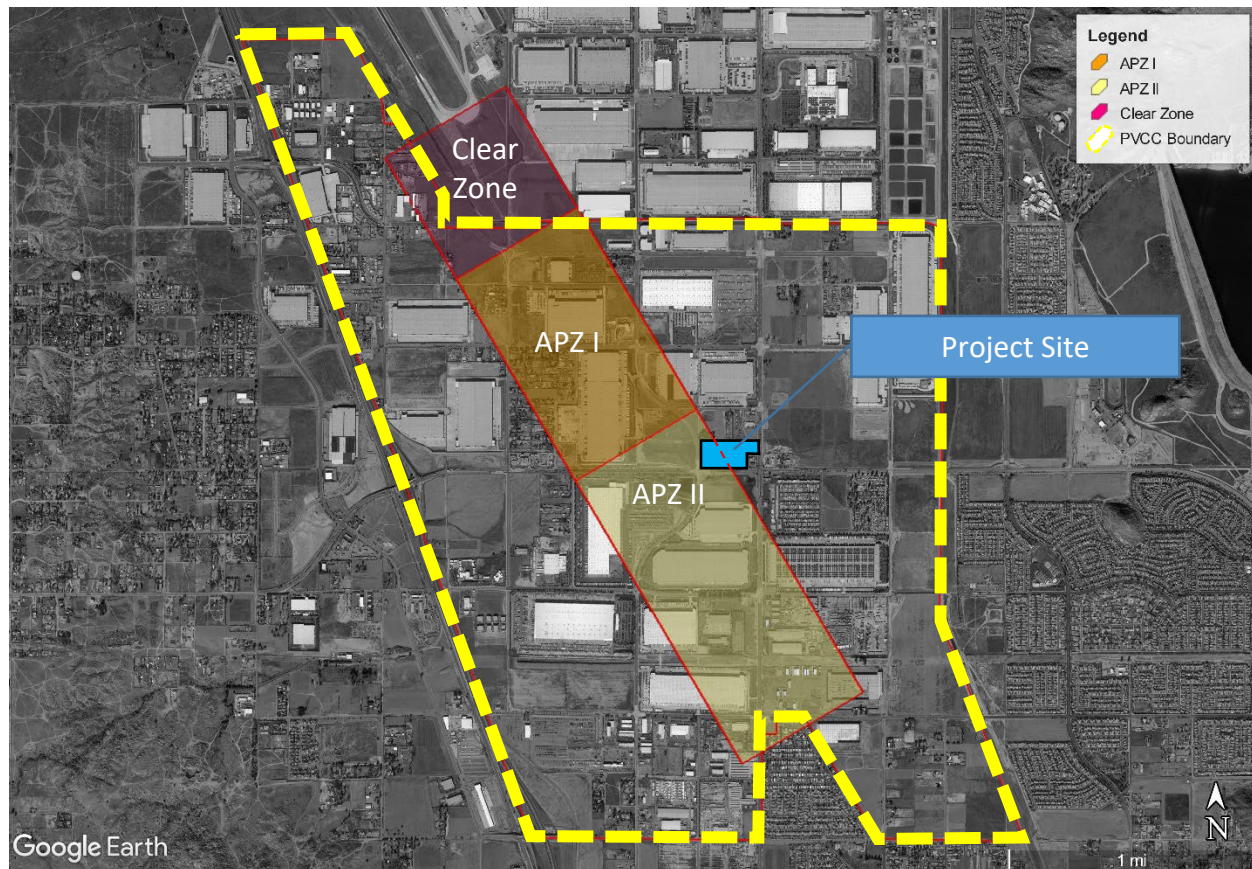 Legend
APZ I
APZ II
Clear Zone
PVCC Boundary
Clear
Zone
Project Site
APZ I
APZ II
N
1 mi
Google Earth